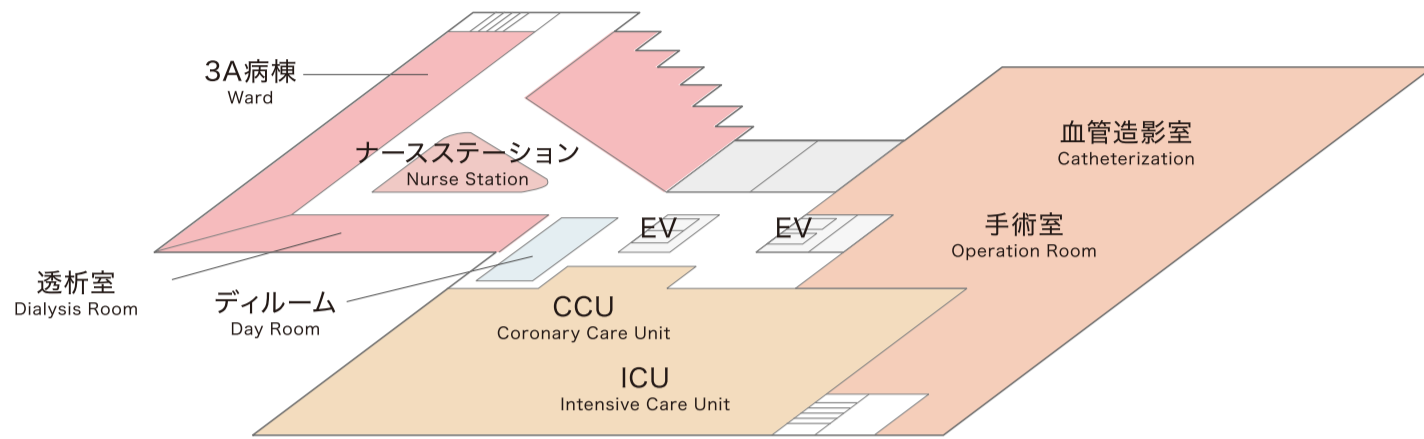 3A病棟
Ward
ナースステーション
Nurse Station
血管造影室
Catheterization
手術室
Operation Room
EV
EV
透析室
Dialysis Room
ディルーム
Day Room
CCU
Coronary Care Unit
ICU
Intensive Care Unit